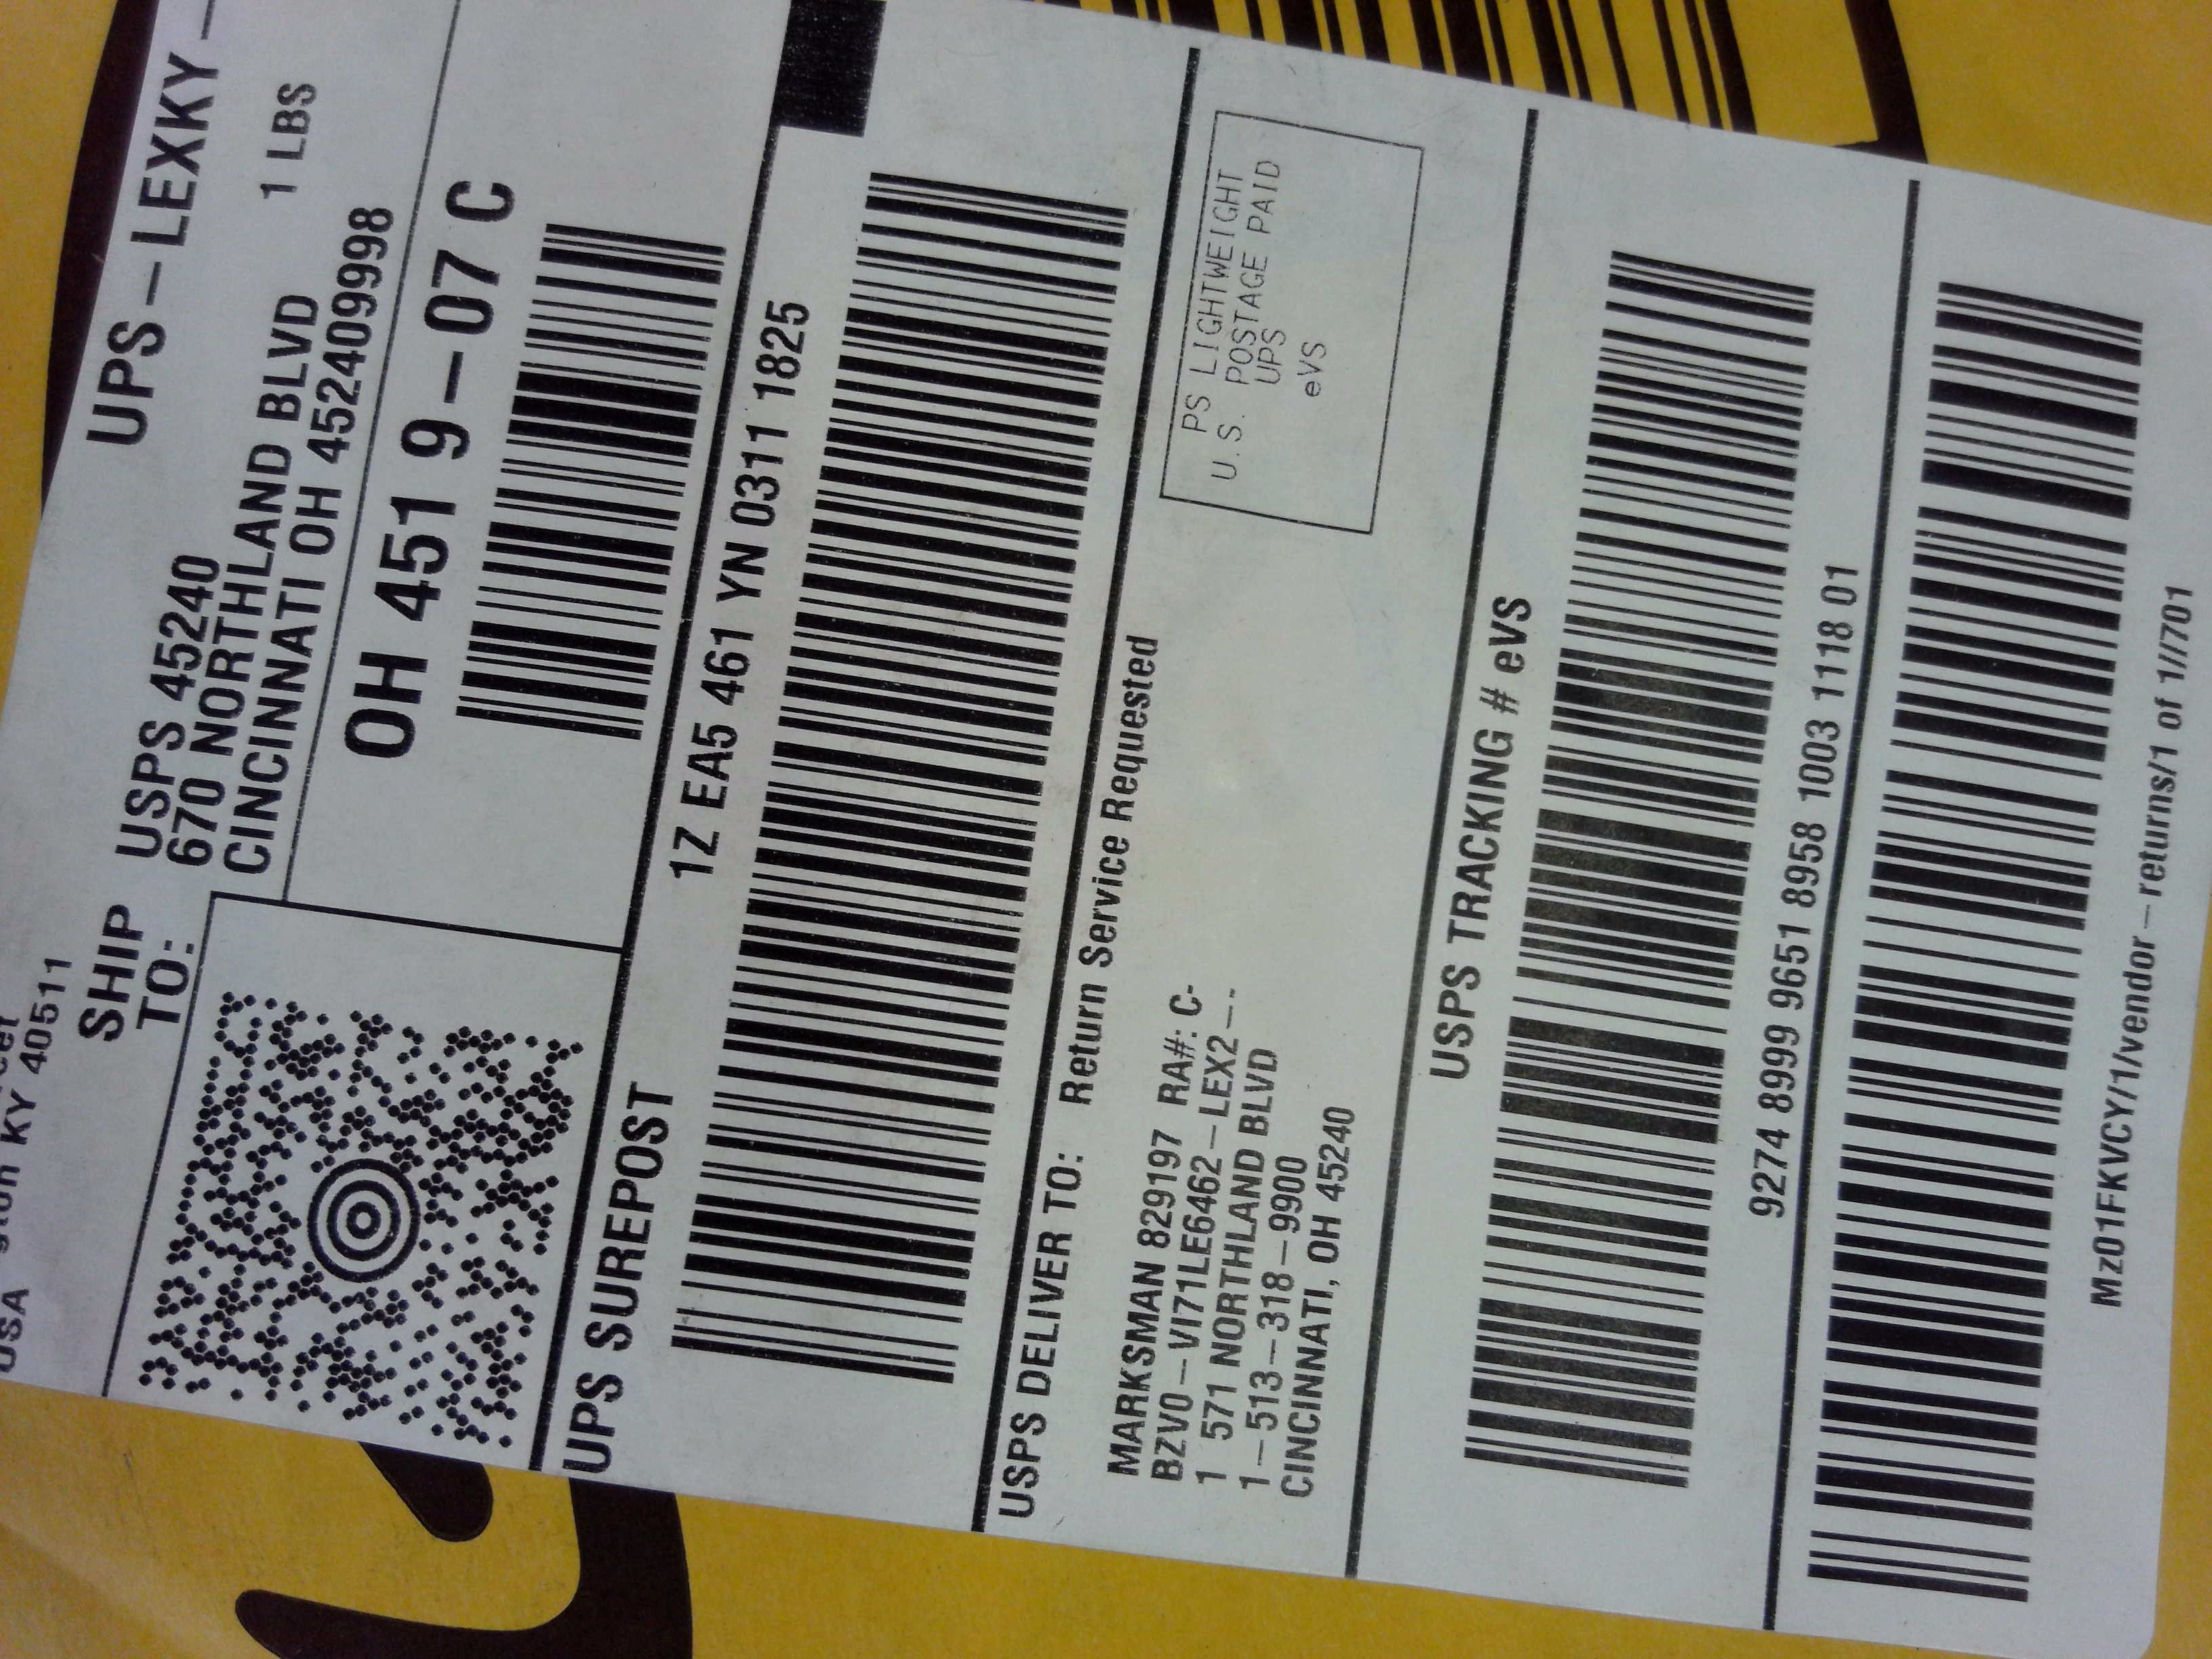 KY 40511
USA
UPS-LEXKY-
SHIP TO:
USPS 45240
1 LBS
670 NORTHLAND BLVD
CINCINNATI OH 452409998
OH 451 9-07 C
UPS SUREPOST
1Z EA5 461 YN 0311 1825
USPS DELIVER TO: Return Service Requested
PS LIGHTWEIGHT
U.S. POSTAGE PAID
UPS
eVS
MARKSMAN 829197 RA#: C-
BZV0-VI71LE6462-LEX2-
1 571 NORTHLAND BLVD
1-513-318-9900
CINCINNATI, OH 45240
USPS TRACKING # eVS
9274 8999 9651 8958 1003 1118 01
Mz01FKVCY/1/vendor-returns/1 of 1//701